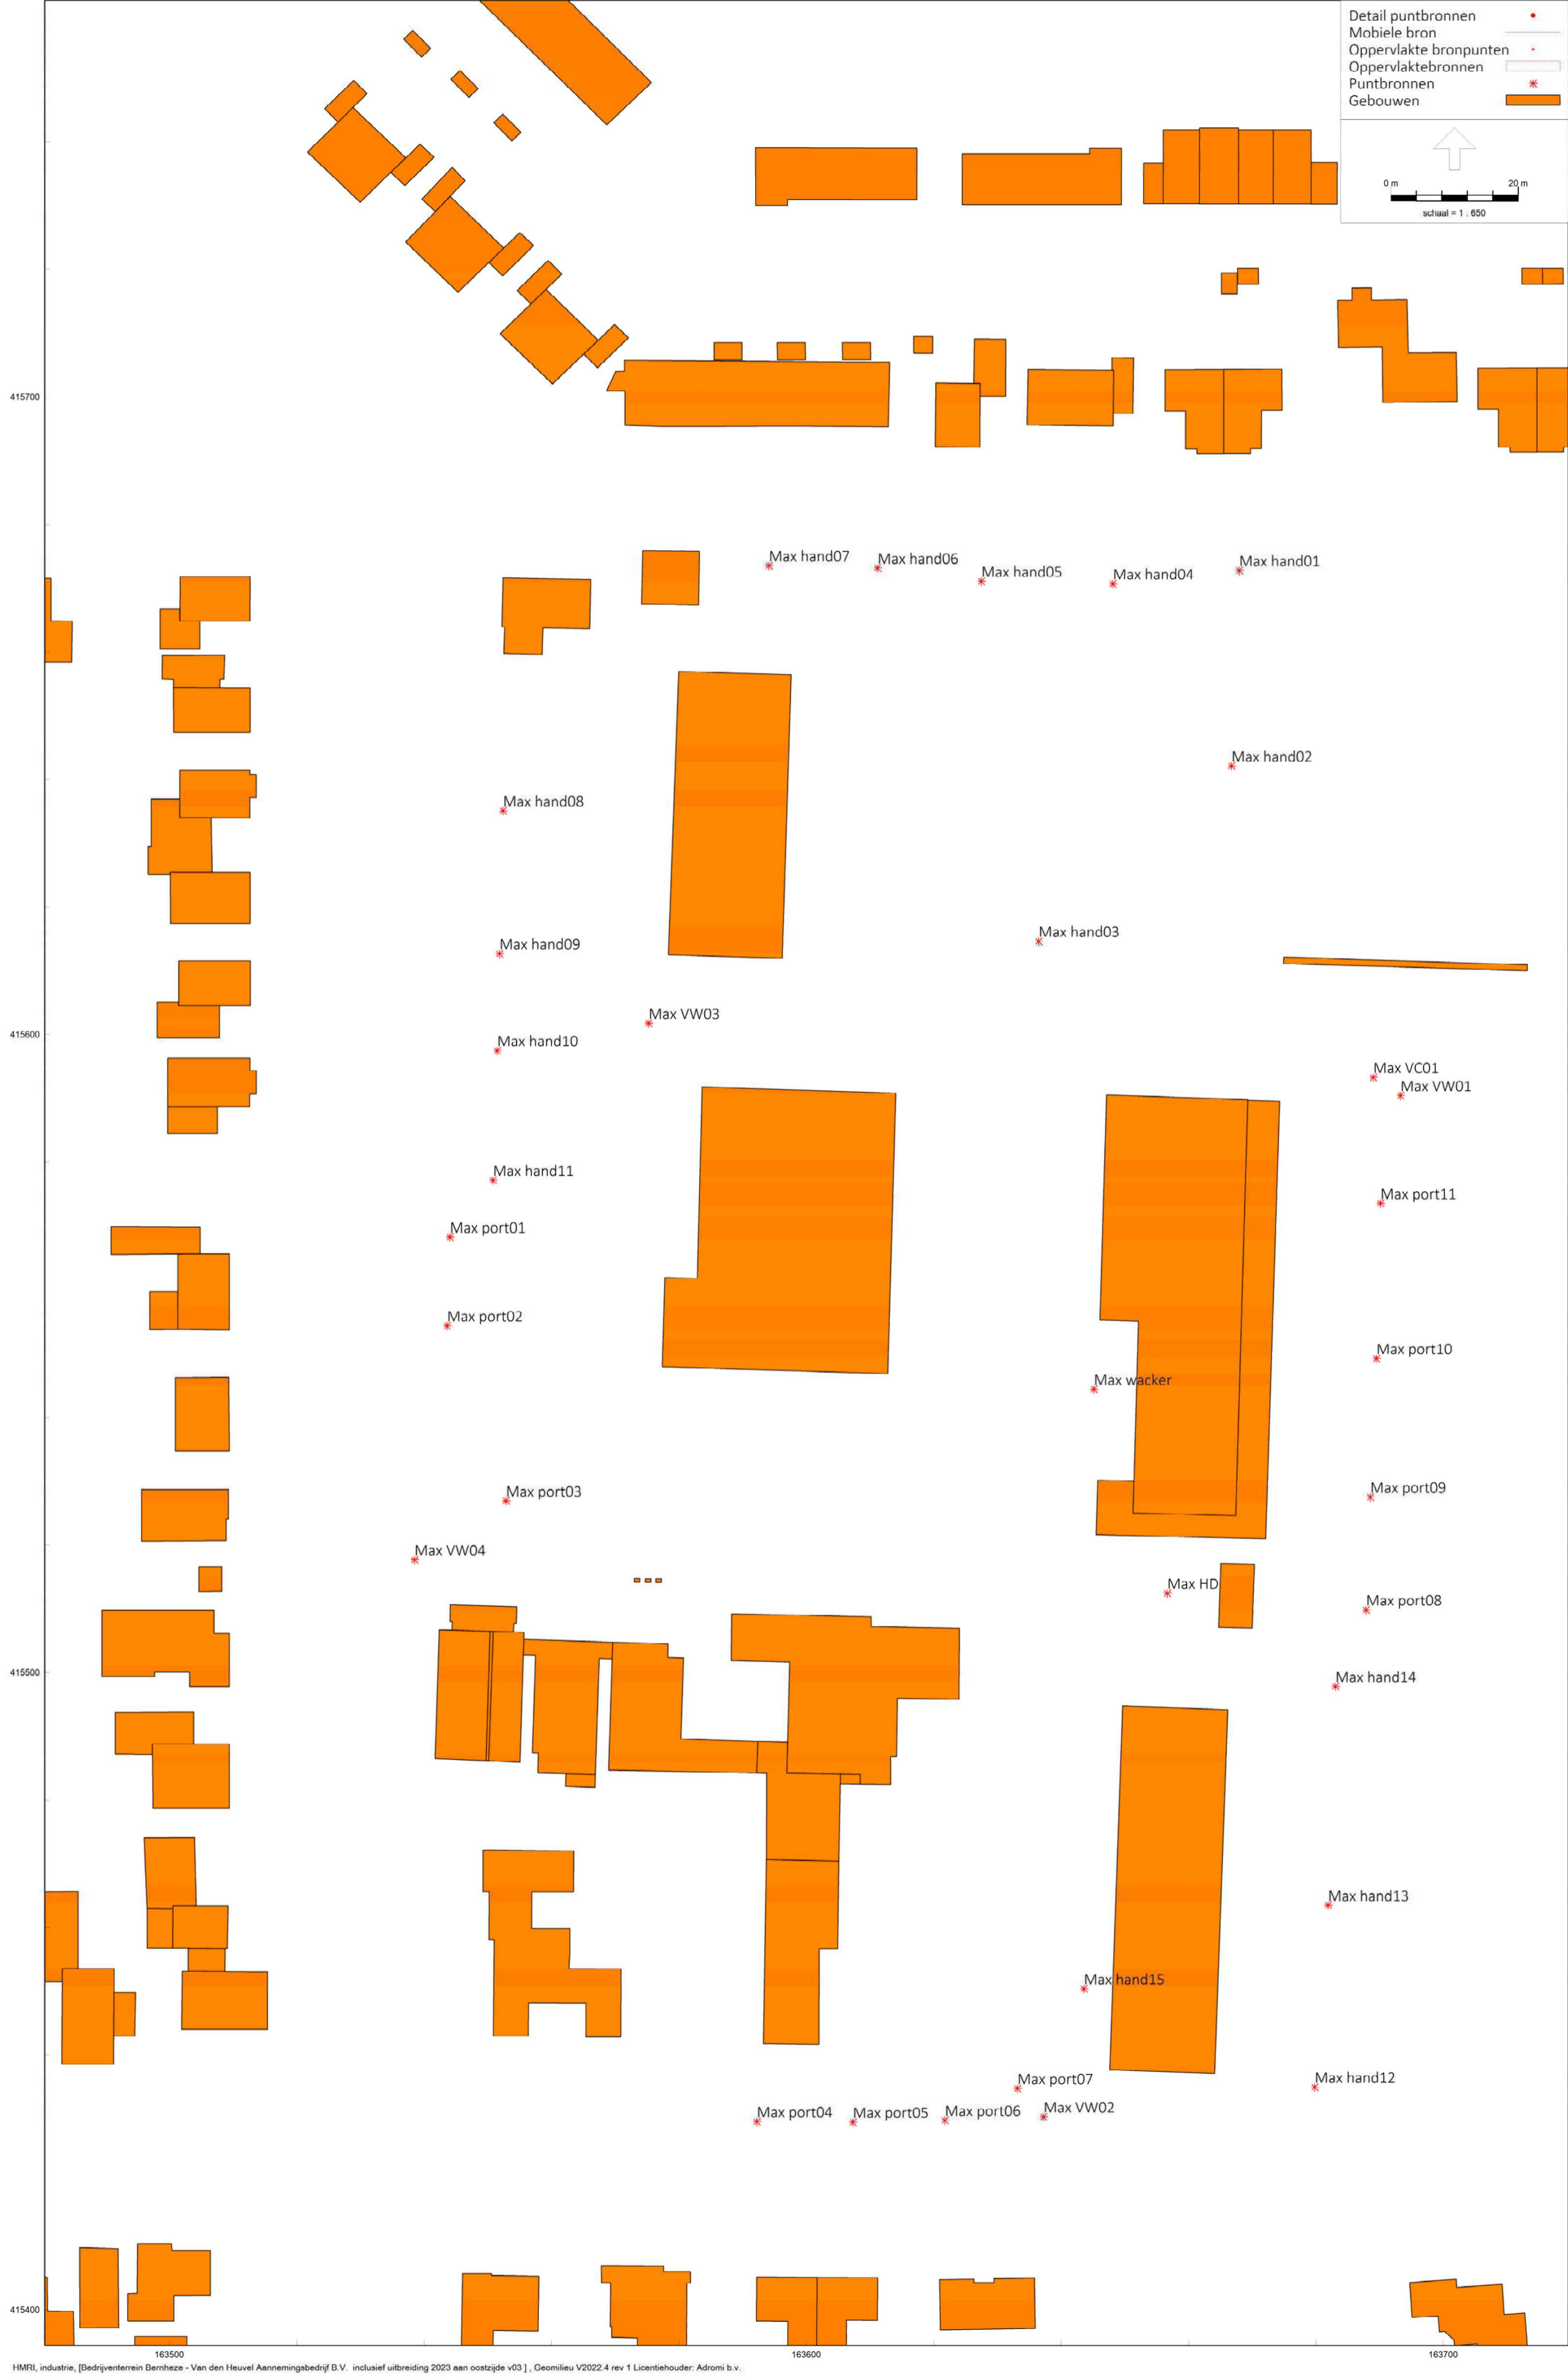 Detail puntbronnen
Mobiele bron
Oppervlakte bronpunten
Oppervlaktebronnen
Puntbronnen
Gebouwen
0 m 20 m
schaal = 1 : 650
415700
Max hand07
Max hand06
Max hand05
Max hand04
Max hand01
Max hand02
Max hand08
Max hand03
Max hand09
415600
Max VW03
Max hand10
Max VC01
Max VW01
Max hand11
Max port11
Max port01
Max port02
Max port10
Max wacker
Max port09
Max port03
Max VW04
Max HD
Max port08
415500
Max hand14
Max hand13
Max hand15
Max port07
Max hand12
Max port04
Max port05
Max port06
Max VW02
415400
163500 163600 163700
HMRI, industrie, [Bedrijventerrein Bernheze - Van den Heuvel Aannemingsbedrijf B.V. inclusief uitbreiding 2023 aan oostzijde v03 ] , Geomilieu V2022.4 rev 1 Licentiehouder: Adromi b.v.